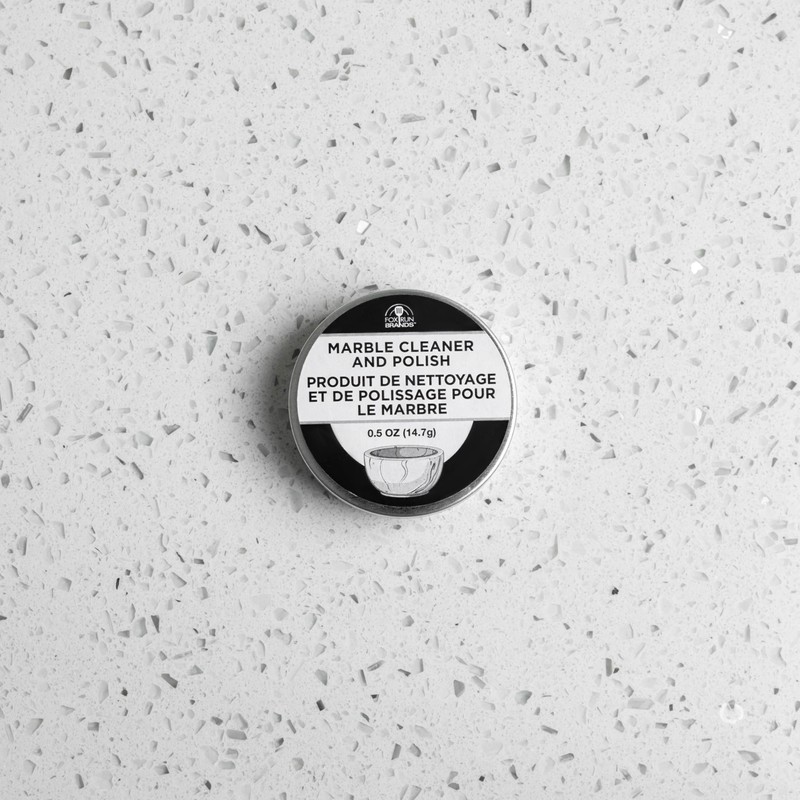 FOX RUN
BRANDS™
MARBLE CLEANER
AND POLISH
PRODUIT DE NETTOYAGE
ET DE POLISSAGE POUR
LE MARBRE
0.5 OZ (14.7g)